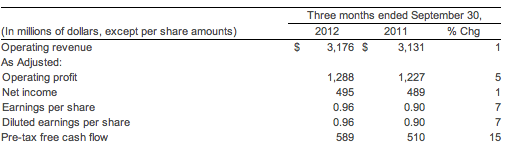 Three months ended September 30,
(In millions of dollars, except per share amounts) 2012 2011 % Chg
Operating revenue $ 3,176 $ 3,131 1
As Adjusted:
Operating profit 1,288 1,227 5
Net income 495 489 1
Earnings per share 0.96 0.90 7
Diluted earnings per share 0.96 0.90 7
Pre-tax free cash flow 589 510 15